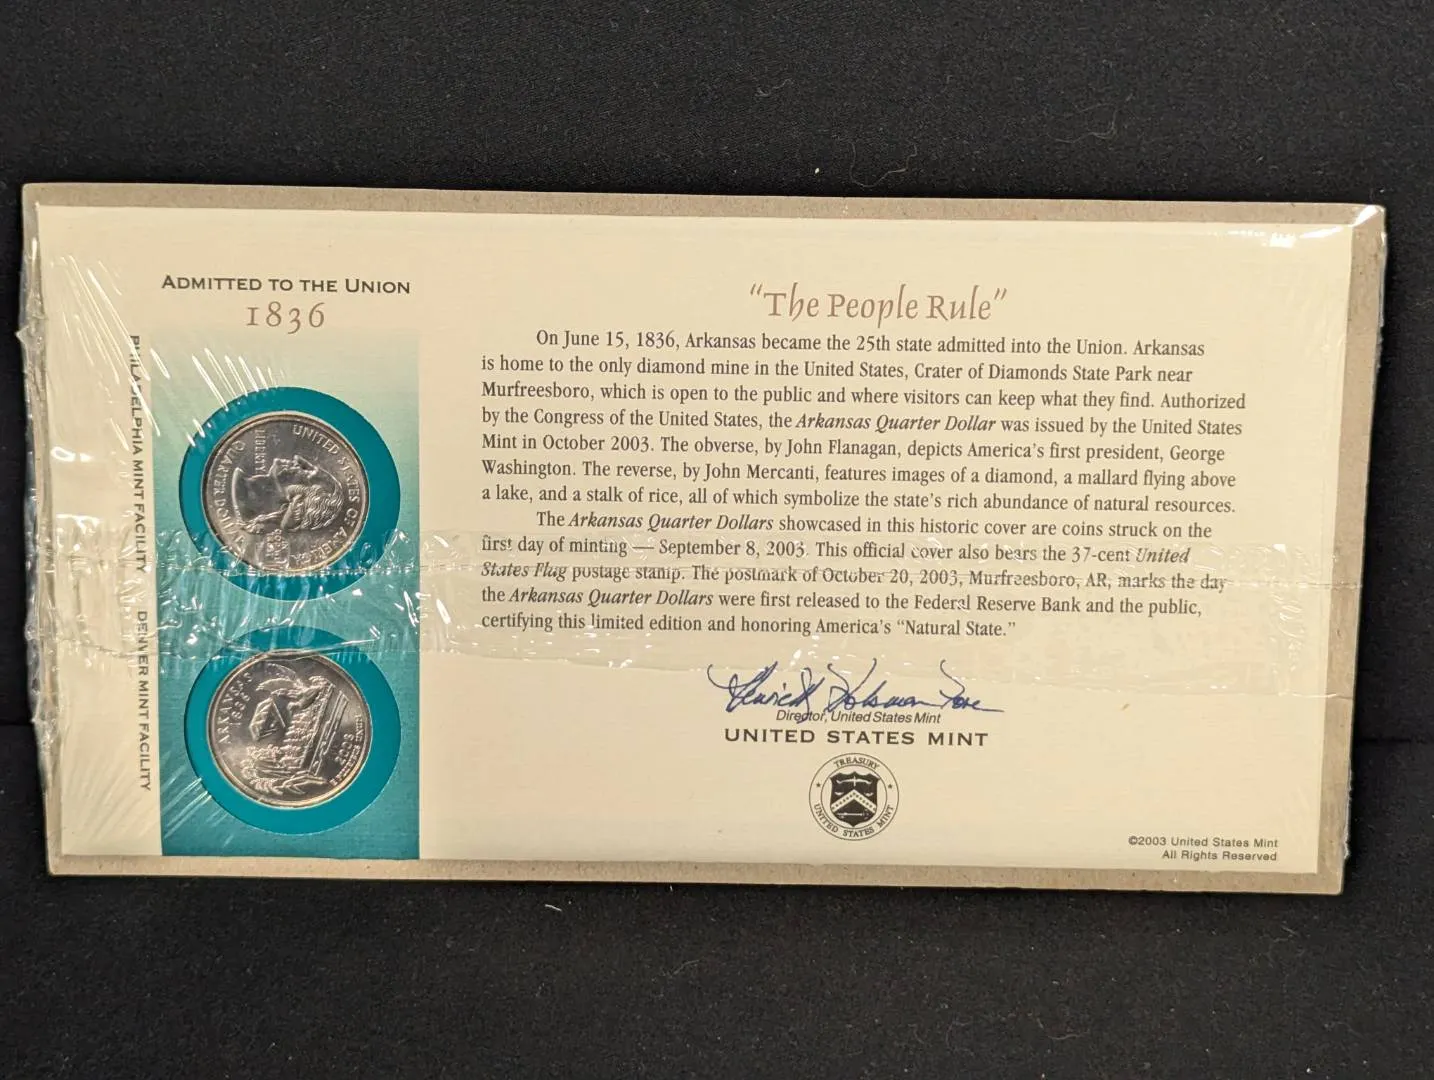 ADMITTED TO THE UNION
1836
PHILADELPHIA MINT FACILITY
DENVER MINT FACILITY
UNITED STATES OF AMERICA
LIBERTY
QUARTER DOLLAR
ARKANSAS
1836
2003
"The People Rule"
On June 15, 1836, Arkansas became the 25th state admitted into the Union. Arkansas
is home to the only diamond mine in the United States, Crater of Diamonds State Park near
Murfreesboro, which is open to the public and where visitors can keep what they find. Authorized
by the Congress of the United States, the Arkansas Quarter Dollar was issued by the United States
Mint in October 2003. The obverse, by John Flanagan, depicts America's first president, George
Washington. The reverse, by John Mercanti, features images of a diamond, a mallard flying above
a lake, and a stalk of rice, all of which symbolize the state's rich abundance of natural resources.
The Arkansas Quarter Dollars showcased in this historic cover are coins struck on the
first day of minting — September 8, 2003. This official cover also bears the 37-cent United
States Flag postage stamp. The postmark of October 20, 2003, Murfreesboro, AR, marks the day
the Arkansas Quarter Dollars were first released to the Federal Reserve Bank and the public,
certifying this limited edition and honoring America's "Natural State."
Director, United States Mint
UNITED STATES MINT
TREASURY
UNITED STATES MINT
©2003 United States Mint
All Rights Reserved